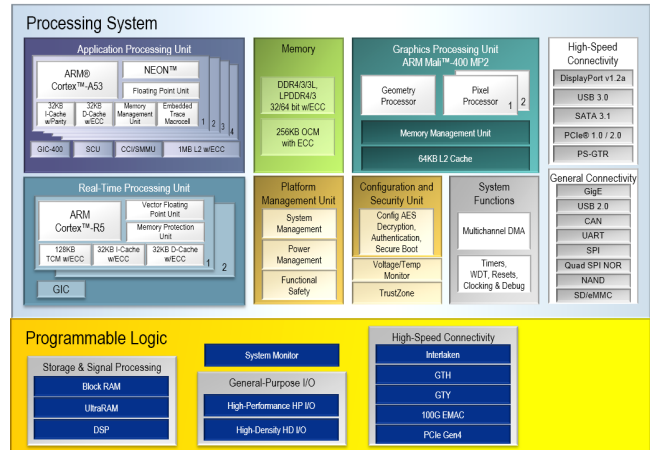 Processing System
Application Processing Unit
ARM®
Cortex™-A53
NEON™
Floating Point Unit
32KB
I-Cache
w/Parity
32KB
D-Cache
w/ECC
Memory
Management
Unit
Embedded
Trace
Macrocell
1
2
3
4
GIC-400
SCU
CCI/SMMU
1MB L2 w/ECC
Memory
DDR4/3/3L,
LPDDR4/3
32/64 bit w/ECC
256KB OCM
with ECC
Graphics Processing Unit
ARM Mali™-400 MP2
Geometry
Processor
Pixel
Processor
1
2
Memory Management Unit
64KB L2 Cache
High-Speed
Connectivity
DisplayPort v1.2a
USB 3.0
SATA 3.1
PCIe® 1.0 / 2.0
PS-GTR
Real-Time Processing Unit
ARM
Cortex™-R5
Vector Floating
Point Unit
Memory Protection
Unit
128KB
TCM w/ECC
32KB I-Cache
w/ECC
32KB D-Cache
w/ECC
1
2
GIC
Platform
Management Unit
System
Management
Power
Management
Functional
Safety
Configuration and
Security Unit
Config AES
Decryption,
Authentication,
Secure Boot
Voltage/Temp
Monitor
TrustZone
System
Functions
Multichannel DMA
Timers,
WDT, Resets,
Clocking & Debug
General Connectivity
GigE
USB 2.0
CAN
UART
SPI
Quad SPI NOR
NAND
SD/eMMC
Programmable Logic
Storage & Signal Processing
Block RAM
UltraRAM
DSP
System Monitor
General-Purpose I/O
High-Performance HP I/O
High-Density HD I/O
High-Speed Connectivity
Interlaken
GTH
GTY
100G EMAC
PCIe Gen4